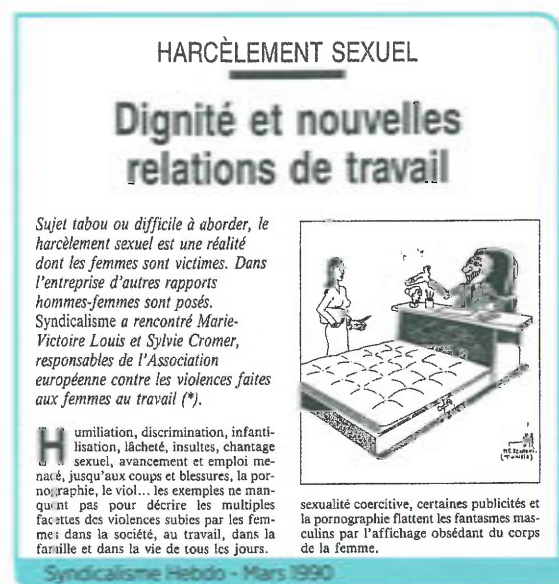 HARCÈLEMENT SEXUEL
Dignité et nouvelles
relations de travail
Sujet tabou ou difficile à aborder, le
harcèlement sexuel est une réalité
dont les femmes sont victimes. Dans
l'entreprise d'autres rapports
hommes-femmes sont posés.
Syndicalisme a rencontré Marie-
Victoire Louis et Sylvie Cromer,
responsables de l'Association
européenne contre les violences faites
aux femmes au travail (*).
Humiliation, discrimination, infanti-
lisation, lâcheté, insultes, chantage
sexuel, avancement et emploi me-
nacé, jusqu'aux coups et blessures, la por-
nographie, le viol... les exemples ne man-
quent pas pour décrire les multiples
facettes des violences subies par les fem-
mes dans la société, au travail, dans la
famille et dans la vie de tous les jours.
(TUNISIE)
sexualité coercitive, certaines publicités et
la pornographie flattent les fantasmes mas-
culins par l'affichage obsédant du corps
de la femme.
Syndicalisme Hebdo - Mars 1990